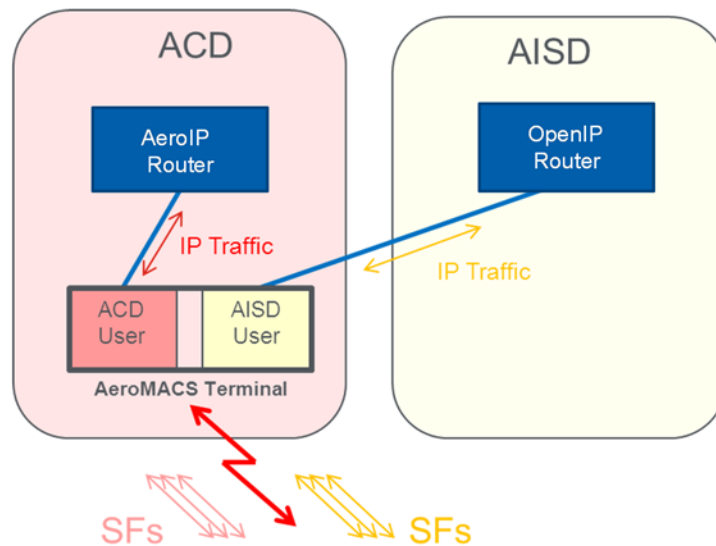 ACD
AISD
AeroIP
Router
OpenIP
Router
IP Traffic
IP Traffic
ACD
User
AISD
User
AeroMACS Terminal
SFs
SFs